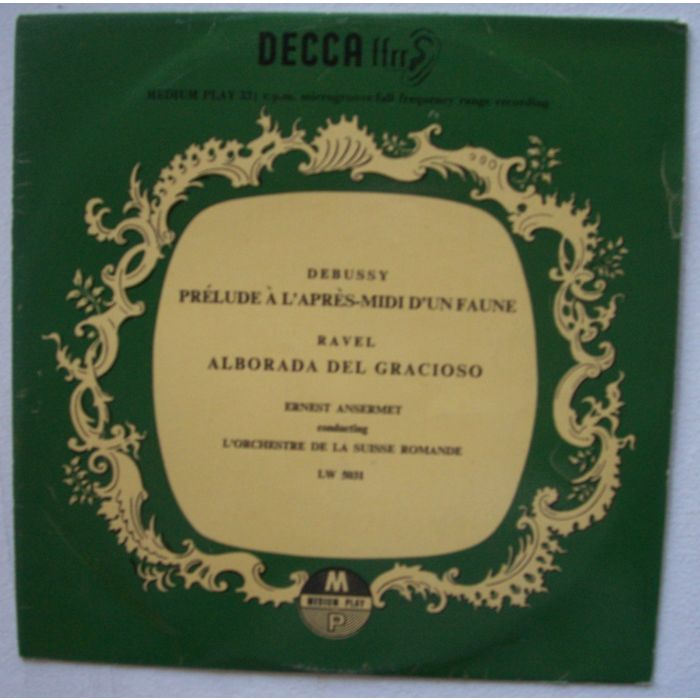 DECCA ffrr
MEDIUM PLAY 33⅓ r.p.m. microgroove full frequency range recording
DEBUSSY
PRÉLUDE À L'APRÈS-MIDI D'UN FAUNE
RAVEL
ALBORADA DEL GRACIOSO
ERNEST ANSERMET
conducting
L'ORCHESTRE DE LA SUISSE ROMANDE
LW 5031
M
MEDIUM PLAY
P